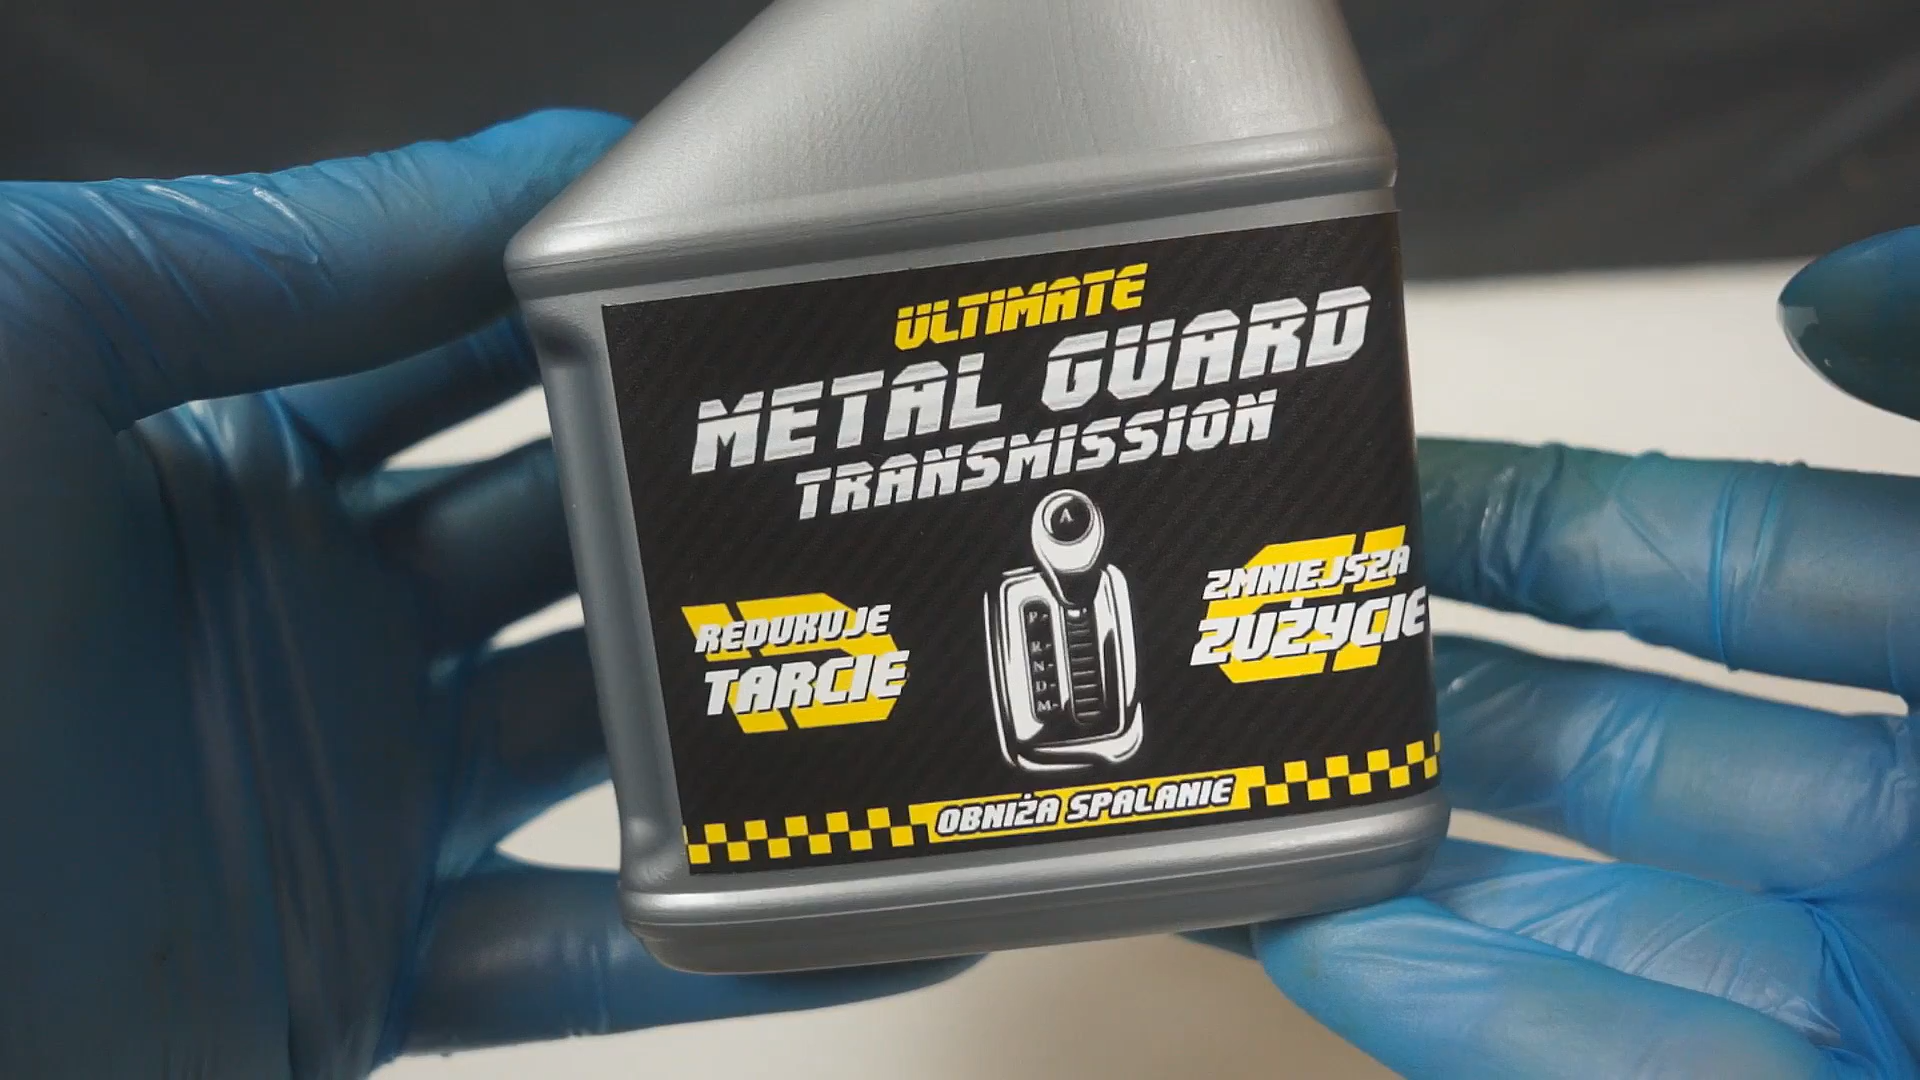 ULTIMATE
METAL GUARD
TRANSMISSION
A
REDUKUJE
TARCIE
ZMNIEJSZA
ZUŻYCIE
P
R
N
D
M
OBNIŻA SPALANIE